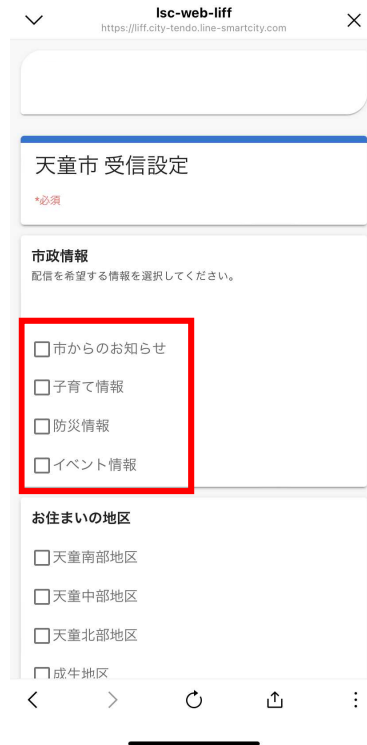 lsc-web-liff
https://liff.city-tendo.line-smartcity.com
天童市 受信設定
*必須
市政情報
配信を希望する情報を選択してください。
市からのお知らせ
子育て情報
防災情報
イベント情報
お住まいの地区
天童南部地区
天童中部地区
天童北部地区
成生地区